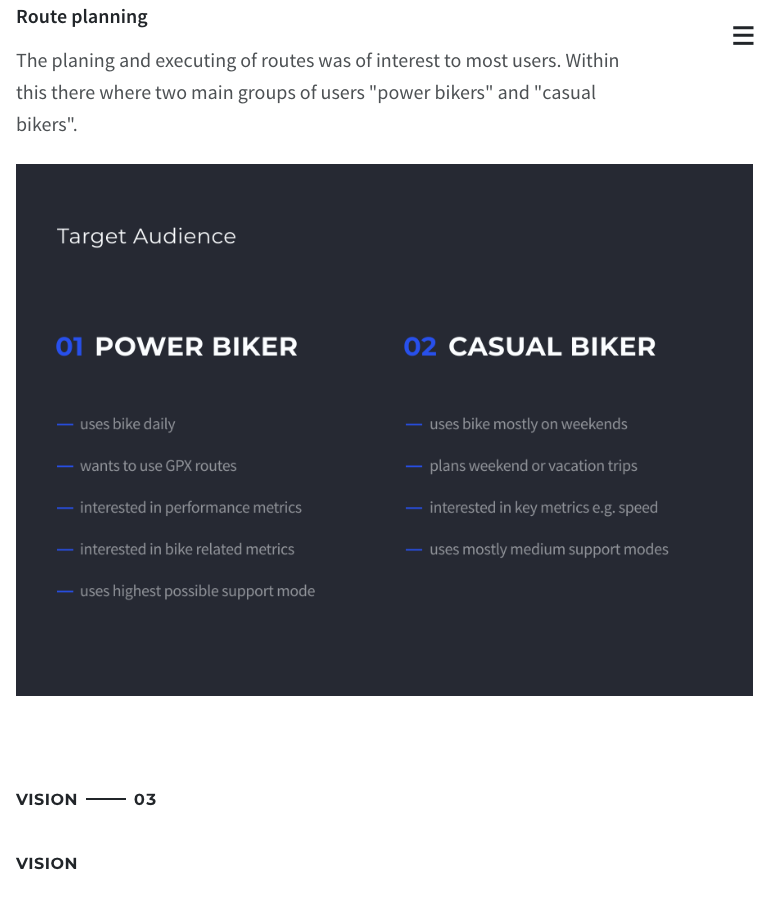 Route planning
The planing and executing of routes was of interest to most users. Within
this there where two main groups of users "power bikers" and "casual
bikers".
Target Audience
01 POWER BIKER
— uses bike daily
— wants to use GPX routes
— interested in performance metrics
— interested in bike related metrics
— uses highest possible support mode
02 CASUAL BIKER
— uses bike mostly on weekends
— plans weekend or vacation trips
— interested in key metrics e.g. speed
— uses mostly medium support modes
VISION — 03
VISION